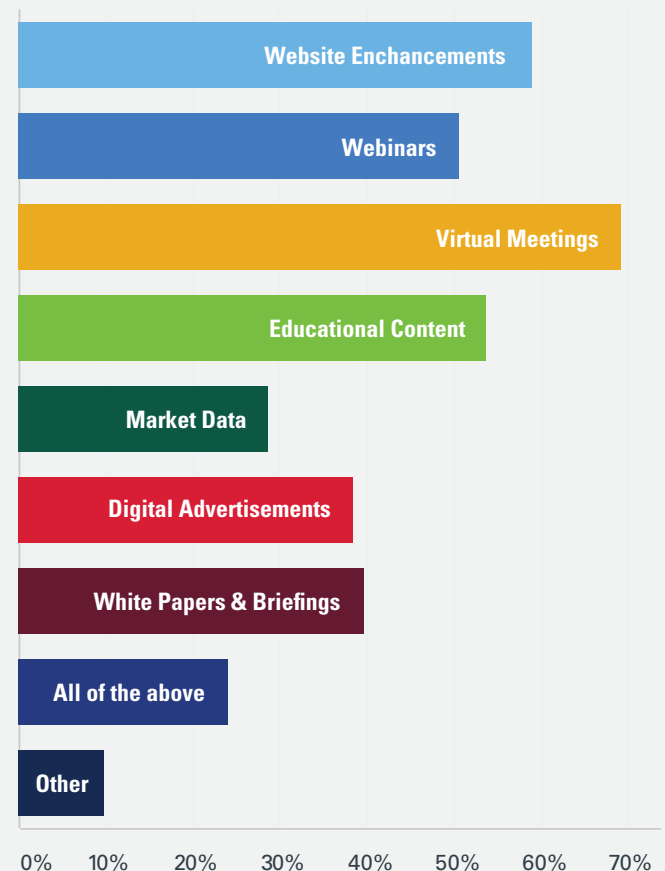 Website Enchancements
Webinars
Virtual Meetings
Educational Content
Market Data
Digital Advertisements
White Papers & Briefings
All of the above
Other
0% 10% 20% 30% 40% 50% 60% 70%